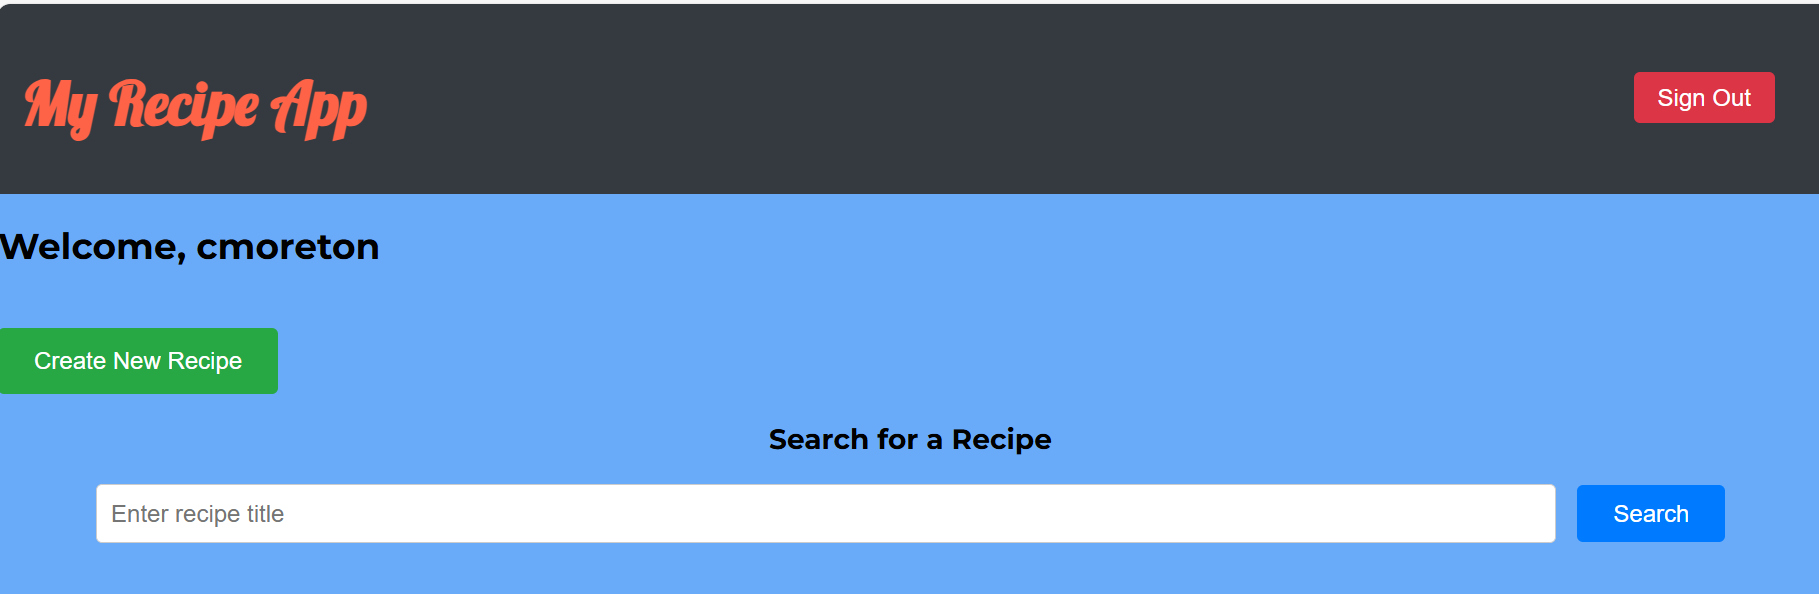 My Recipe App
Sign Out
Welcome, cmoreton
Create New Recipe
Search for a Recipe
Enter recipe title
Search